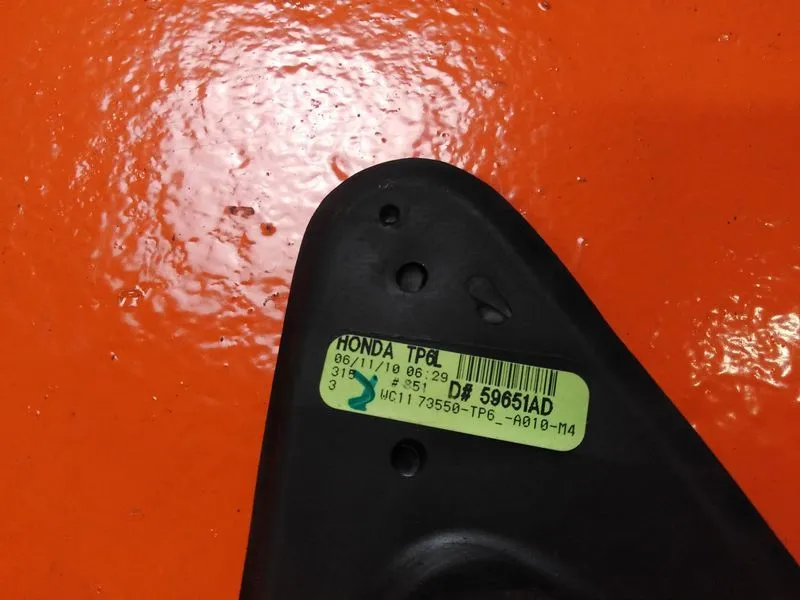 HONDA TP6L
06/11/10 06:29
315 #351 D# 59651AD
3 WC11 73550-TP6_-A010-M4